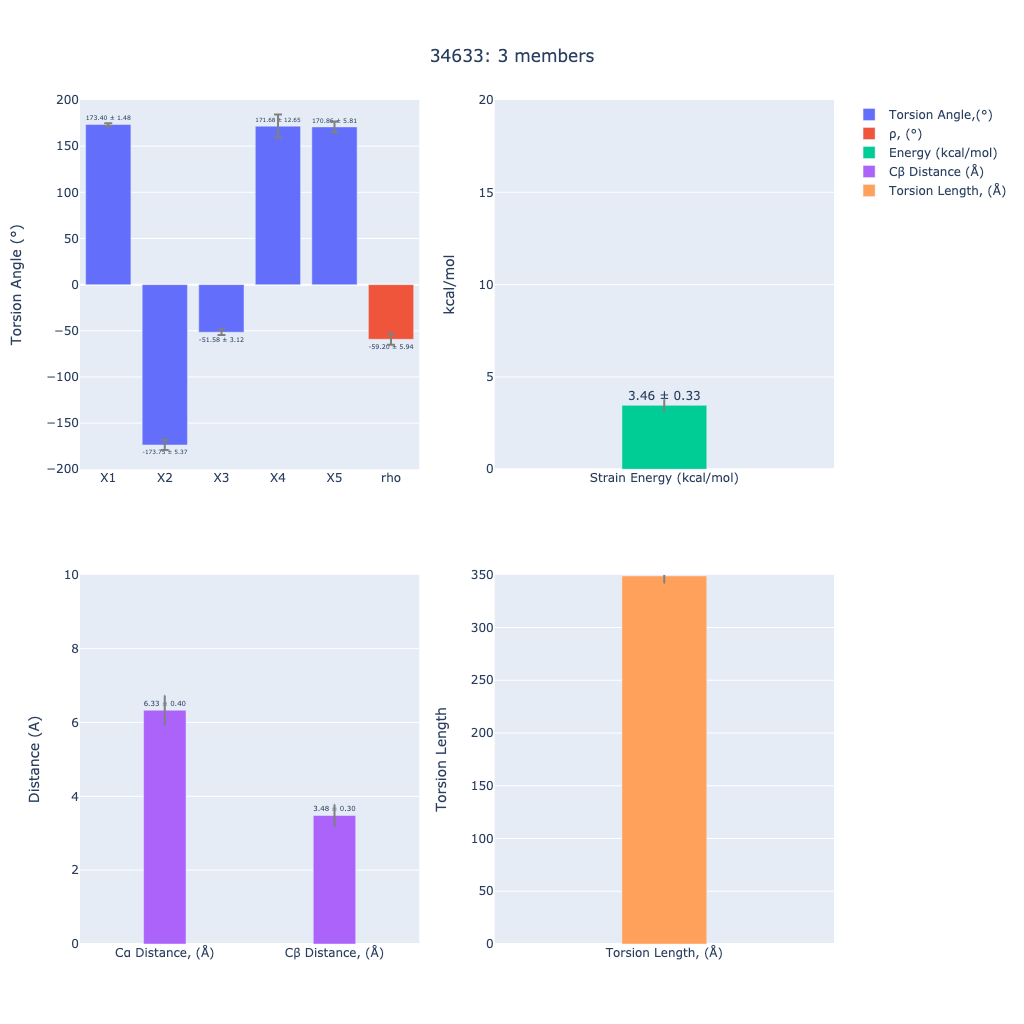 34633: 3 members
Torsion Angle (°)
200
150
100
50
0
−50
−100
−150
−200
173.40 ± 1.48
-173.75 ± 5.37
-51.58 ± 3.12
171.68 ± 12.65
170.86 ± 5.81
-59.20 ± 5.94
X1 X2 X3 X4 X5 rho
kcal/mol
20
15
10
5
0
3.46 ± 0.33
Strain Energy (kcal/mol)
Torsion Angle,(°)
ρ, (°)
Energy (kcal/mol)
Cβ Distance (Å)
Torsion Length, (Å)
Distance (A)
10
8
6
4
2
0
6.33 ± 0.40
3.48 ± 0.30
Cα Distance, (Å) Cβ Distance, (Å)
Torsion Length
350
300
250
200
150
100
50
0
Torsion Length, (Å)